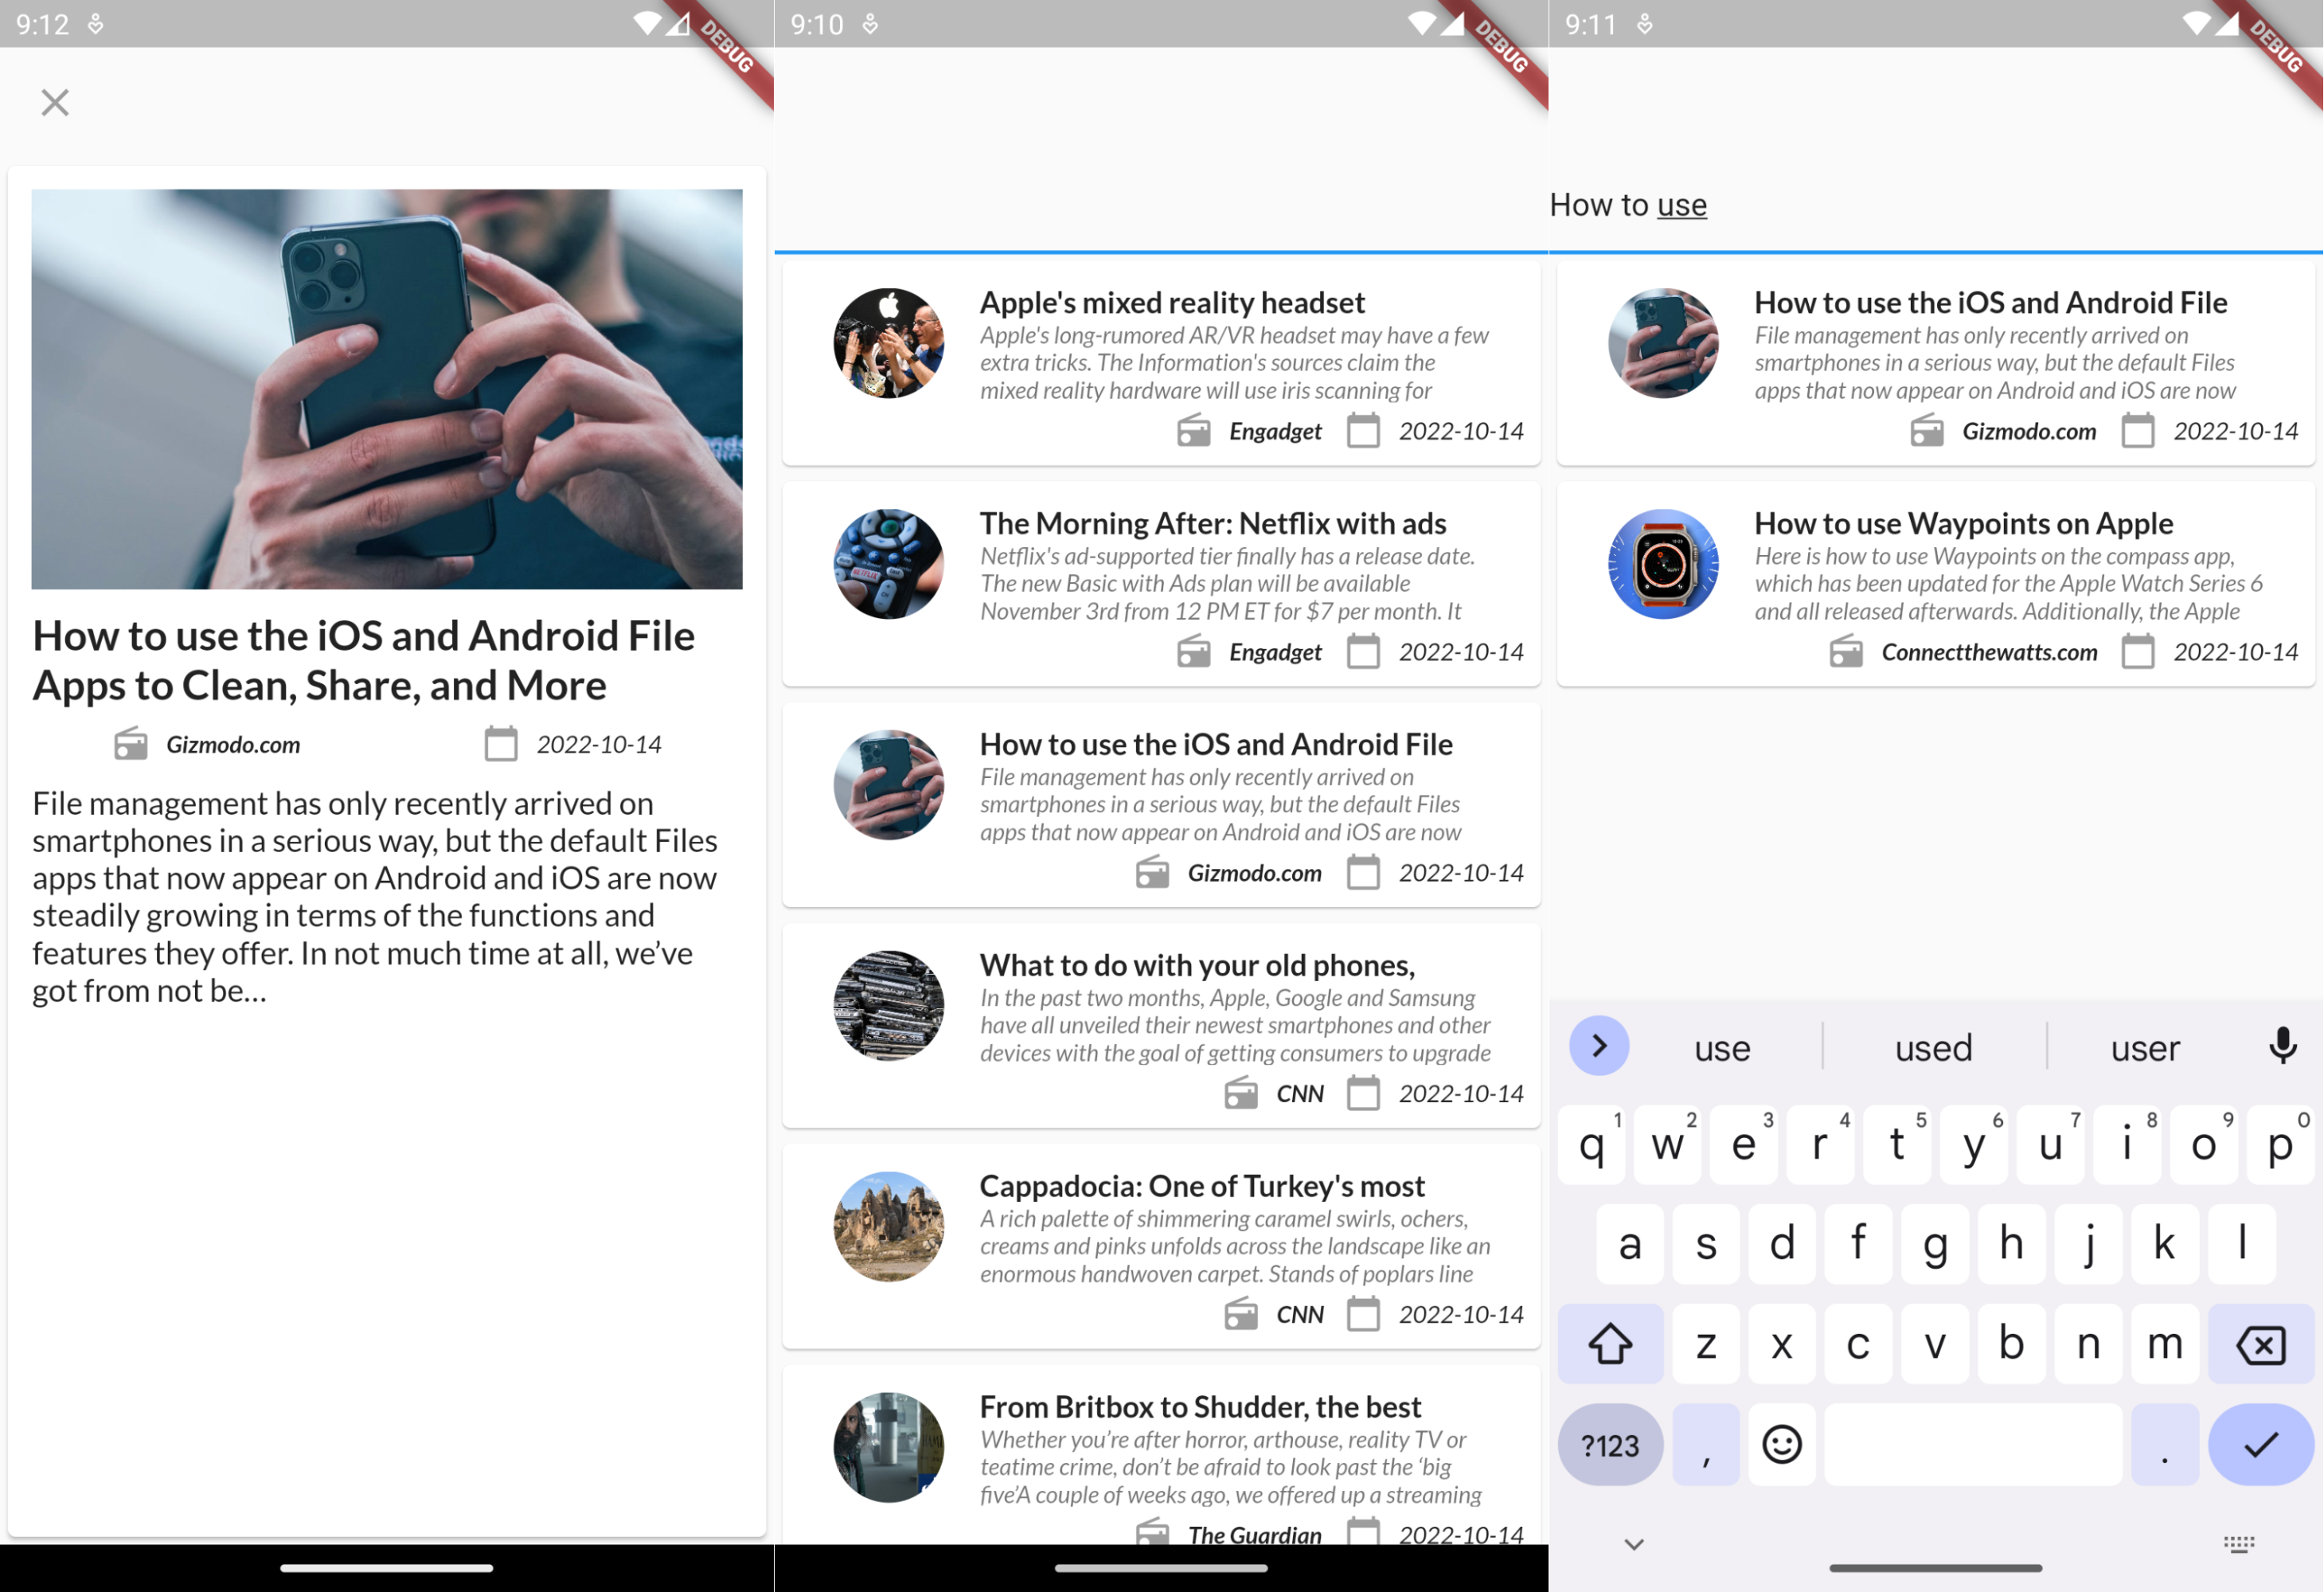 9:12
DEBUG
How to use the iOS and Android File
Apps to Clean, Share, and More
Gizmodo.com
2022-10-14
File management has only recently arrived on
smartphones in a serious way, but the default Files
apps that now appear on Android and iOS are now
steadily growing in terms of the functions and
features they offer. In not much time at all, we’ve
got from not be…
9:10
DEBUG
Apple's mixed reality headset
Apple's long-rumored AR/VR headset may have a few
extra tricks. The Information's sources claim the
mixed reality hardware will use iris scanning for
Engadget 2022-10-14
The Morning After: Netflix with ads
Netflix's ad-supported tier finally has a release date.
The new Basic with Ads plan will be available
November 3rd from 12 PM ET for $7 per month. It
Engadget 2022-10-14
How to use the iOS and Android File
File management has only recently arrived on
smartphones in a serious way, but the default Files
apps that now appear on Android and iOS are now
Gizmodo.com 2022-10-14
What to do with your old phones,
In the past two months, Apple, Google and Samsung
have all unveiled their newest smartphones and other
devices with the goal of getting consumers to upgrade
CNN 2022-10-14
Cappadocia: One of Turkey's most
A rich palette of shimmering caramel swirls, ochers,
creams and pinks unfolds across the landscape like an
enormous handwoven carpet. Stands of poplars line
CNN 2022-10-14
From Britbox to Shudder, the best
Whether you’re after horror, arthouse, reality TV or
teatime crime, don’t be afraid to look past the ‘big
five’A couple of weeks ago, we offered up a streaming
The Guardian 2022-10-14
9:11
DEBUG
How to use
How to use the iOS and Android File
File management has only recently arrived on
smartphones in a serious way, but the default Files
apps that now appear on Android and iOS are now
Gizmodo.com 2022-10-14
How to use Waypoints on Apple
Here is how to use Waypoints on the compass app,
which has been updated for the Apple Watch Series 6
and all released afterwards. Additionally, the Apple
Connectthewatts.com 2022-10-14
use used user
1 2 3 4 5 6 7 8 9 0
q w e r t y u i o p
a s d f g h j k l
z x c v b n m
?123 , .